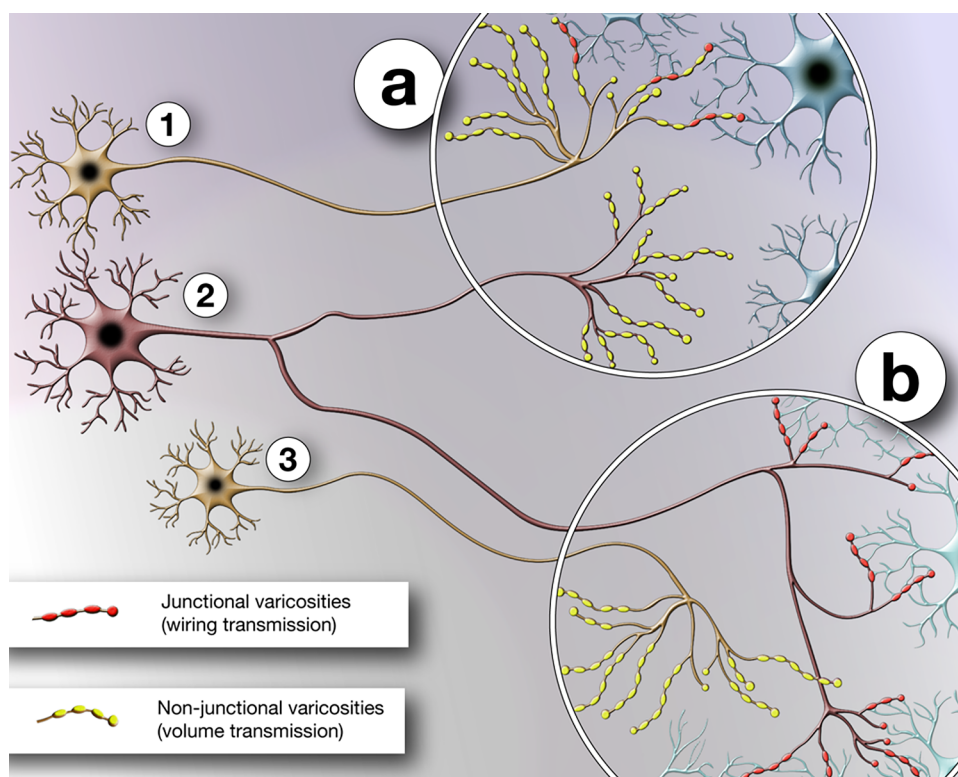 a
1
2
b
3
Junctional varicosities
(wiring transmission)
Non-junctional varicosities
(volume transmission)